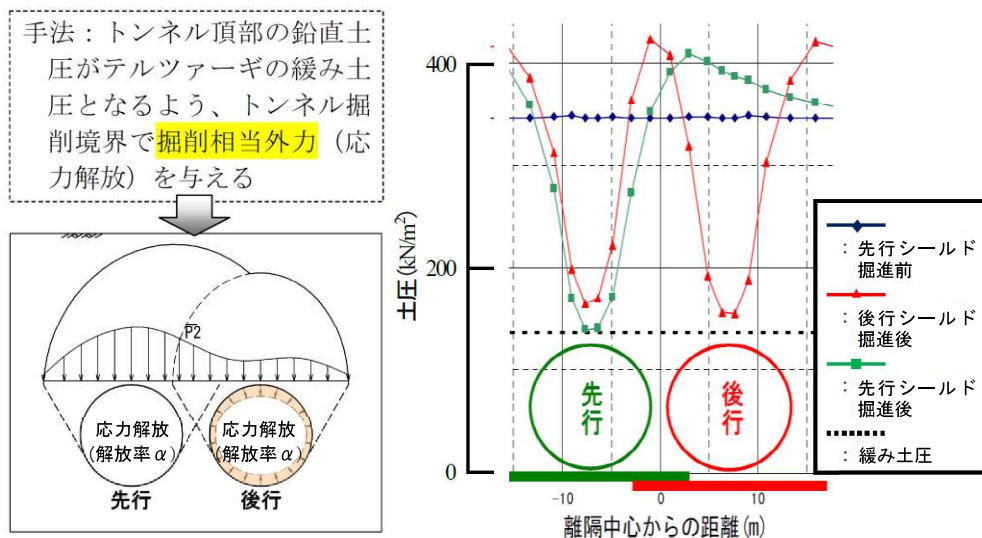 手法：トンネル頂部の鉛直土
圧がテルツァーギの緩み土
圧となるよう、トンネル掘
削境界で掘削相当外力（応
力解放）を与える
P2
応力解放
(解放率α)
先行
応力解放
(解放率α)
後行
土圧(kN/m²)
400
200
0
先行
後行
-10
0
10
離隔中心からの距離(m)
：先行シールド
掘進前
：後行シールド
掘進後
：先行シールド
掘進後
：緩み土圧